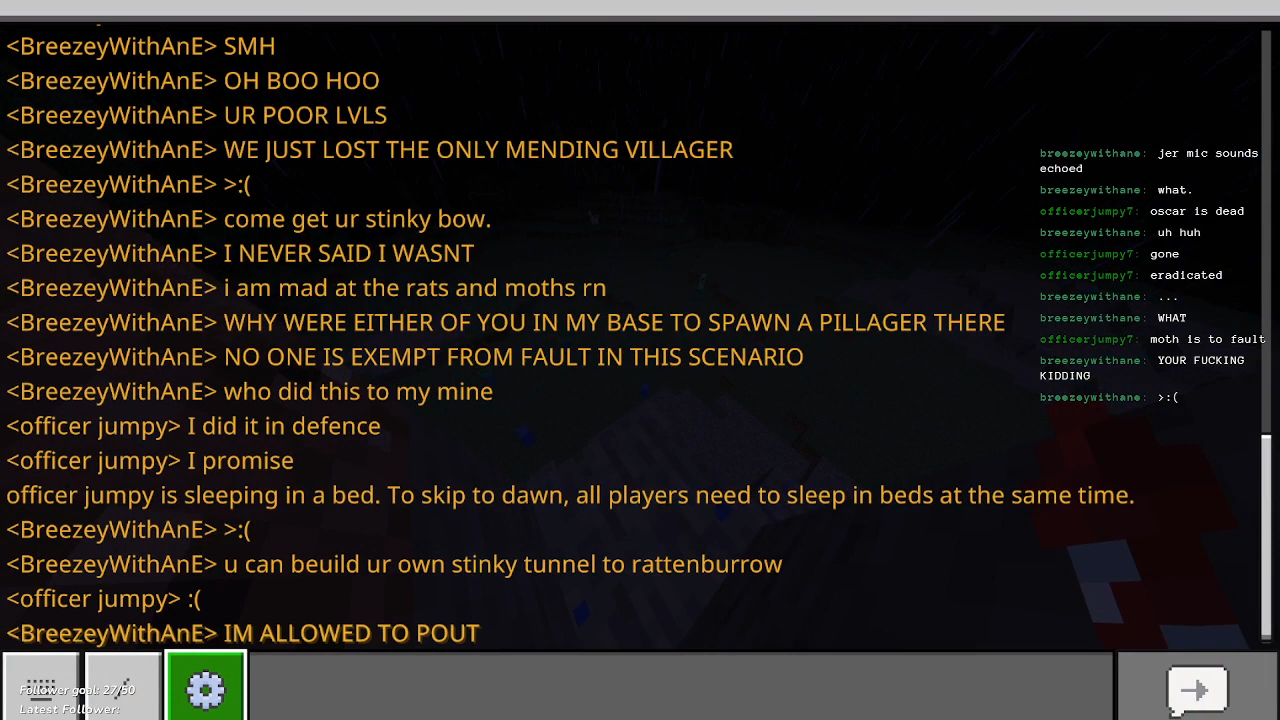 <BreezeyWithAnE> SMH
<BreezeyWithAnE> OH BOO HOO
<BreezeyWithAnE> UR POOR LVLS
<BreezeyWithAnE> WE JUST LOST THE ONLY MENDING VILLAGER
<BreezeyWithAnE> >:(
<BreezeyWithAnE> come get ur stinky bow.
<BreezeyWithAnE> I NEVER SAID I WASNT
<BreezeyWithAnE> i am mad at the rats and moths rn
<BreezeyWithAnE> WHY WERE EITHER OF YOU IN MY BASE TO SPAWN A PILLAGER THERE
<BreezeyWithAnE> NO ONE IS EXEMPT FROM FAULT IN THIS SCENARIO
<BreezeyWithAnE> who did this to my mine
<officer jumpy> I did it in defence
<officer jumpy> I promise
officer jumpy is sleeping in a bed. To skip to dawn, all players need to sleep in beds at the same time.
<BreezeyWithAnE> >:(
<BreezeyWithAnE> u can beuild ur own stinky tunnel to rattenburrow
<officer jumpy> :(
<BreezeyWithAnE> IM ALLOWED TO POUT
breezeywithane: jer mic sounds
echoed
breezeywithane: what.
officerjumpy7: oscar is dead
breezeywithane: uh huh
officerjumpy7: gone
officerjumpy7: eradicated
breezeywithane: ...
breezeywithane: WHAT
officerjumpy7: moth is to fault
breezeywithane: YOUR FUCKING
KIDDING
breezeywithane: >:(
Follower goal: 27/50
Latest Follower: